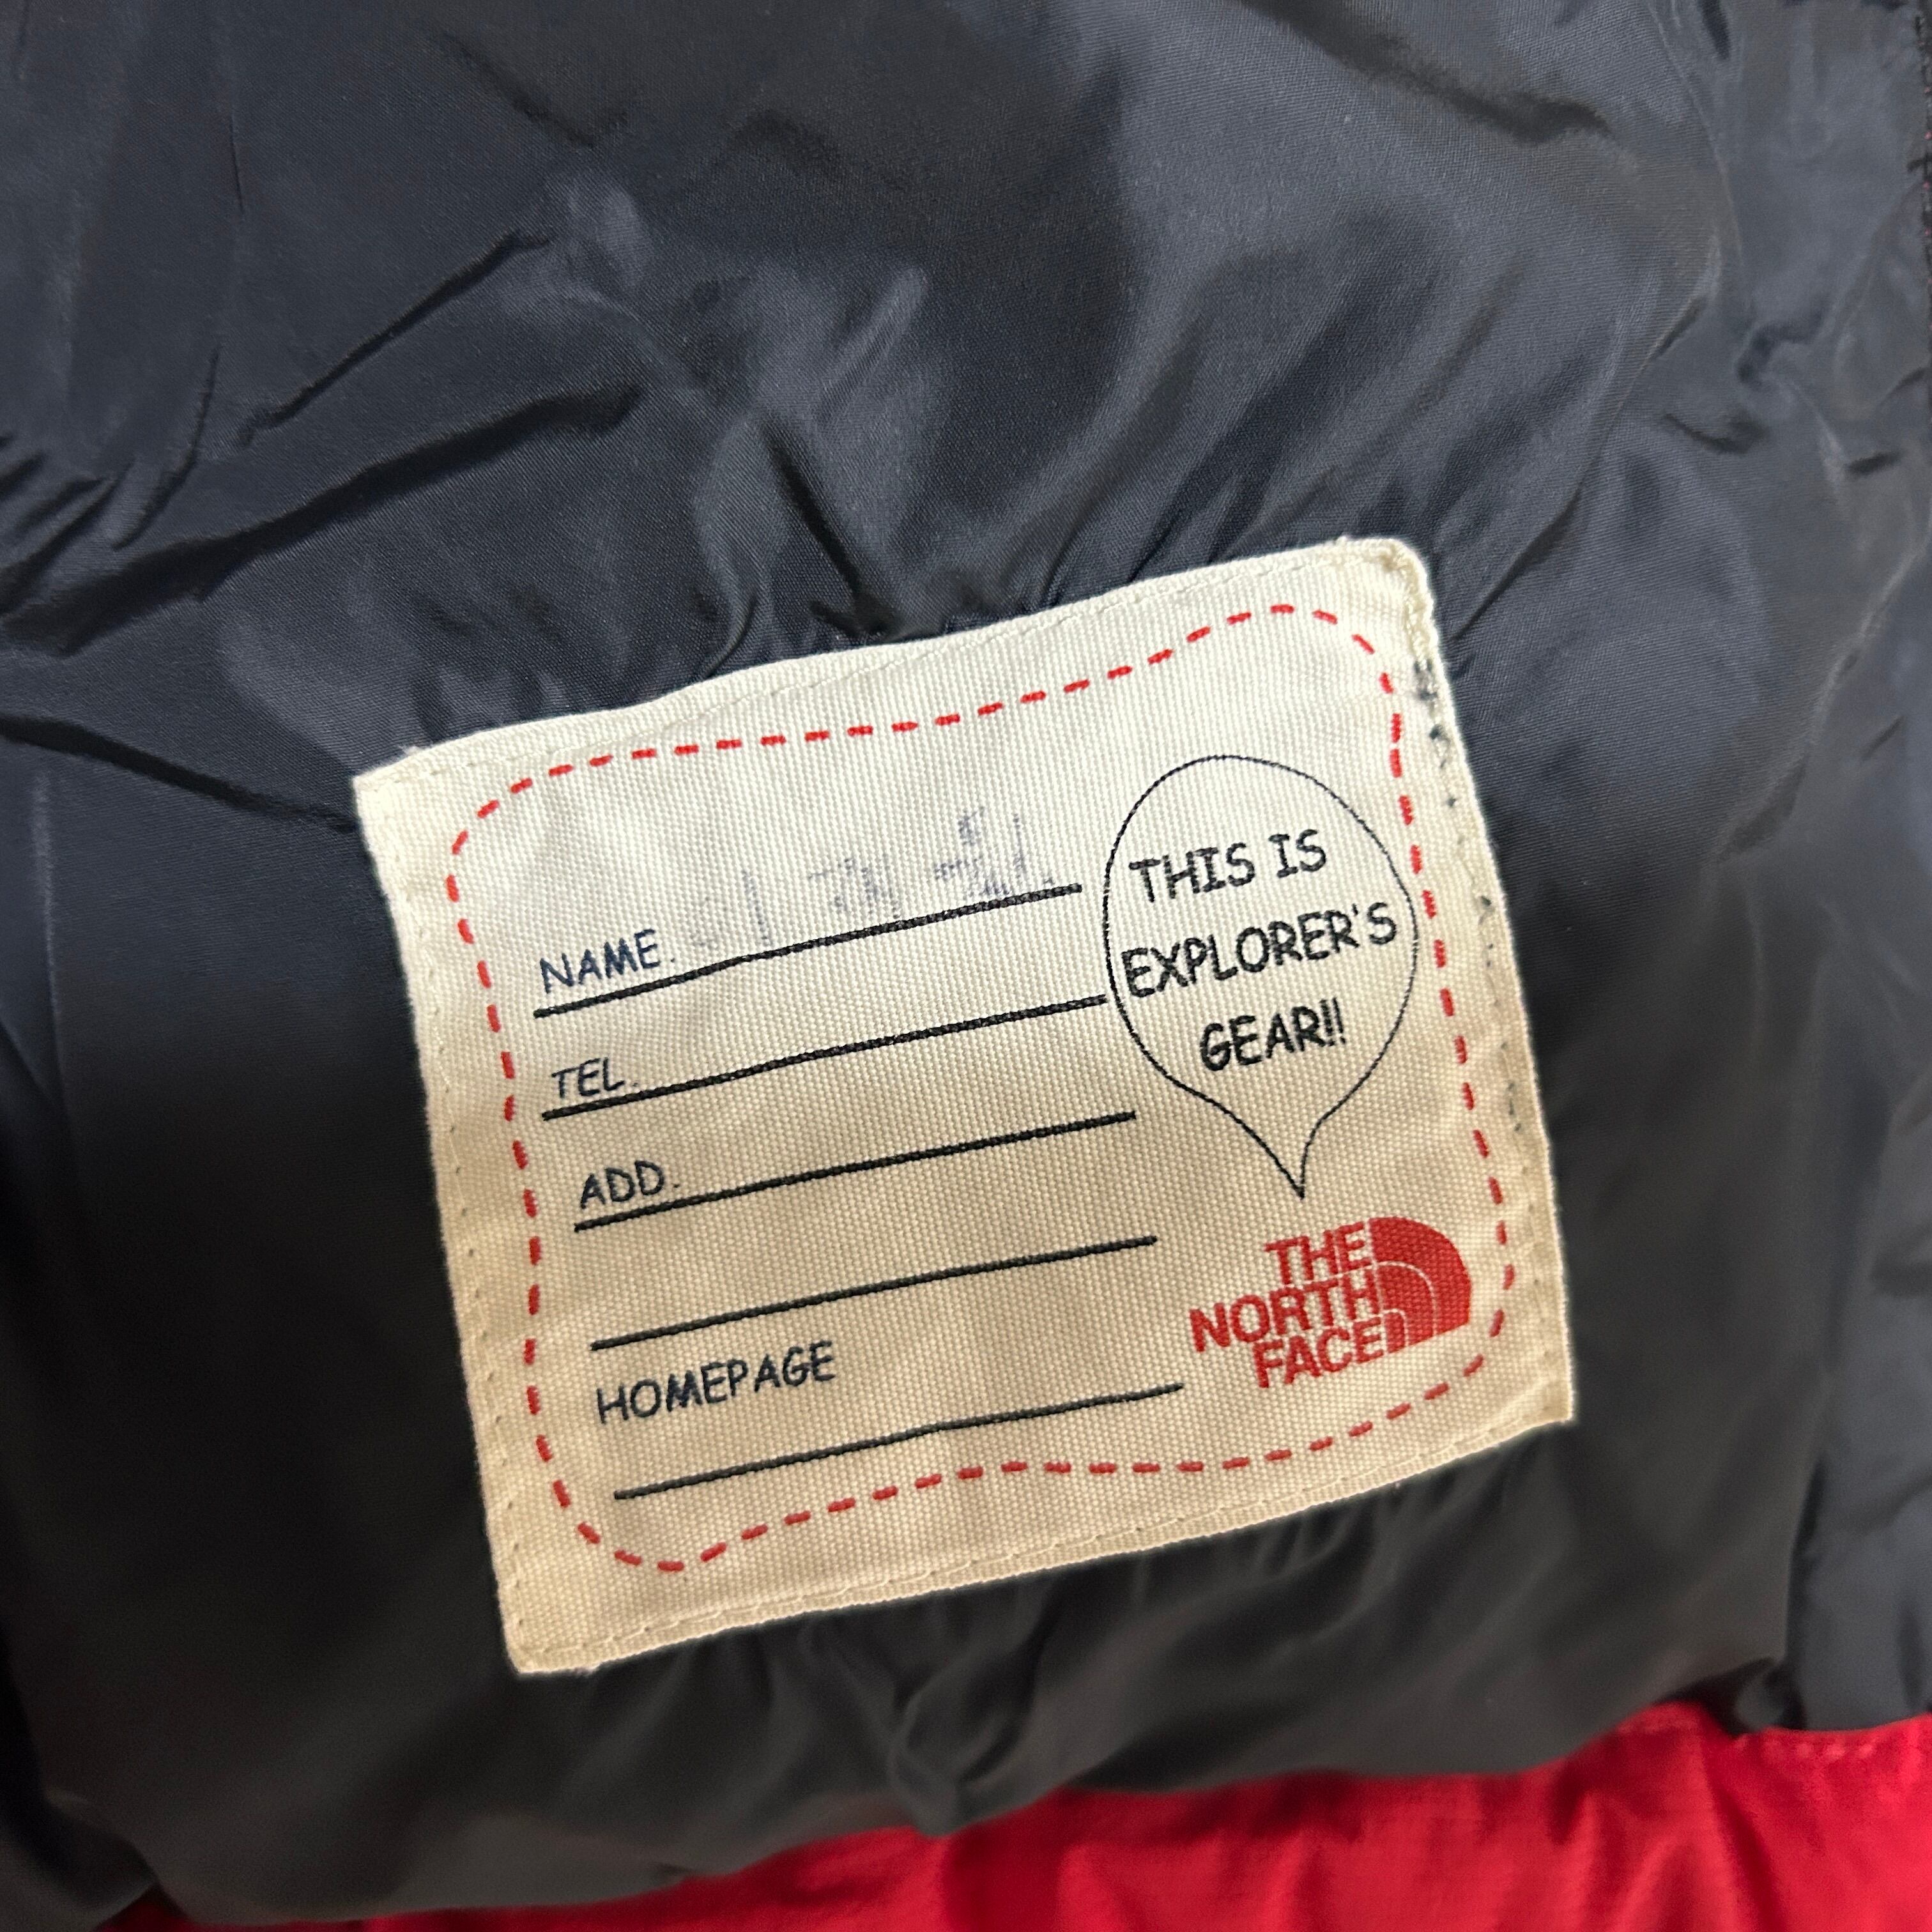 NAME.
TEL.
ADD.
HOMEPAGE
THIS IS
EXPLORER'S
GEAR!!
THE
NORTH
FACE